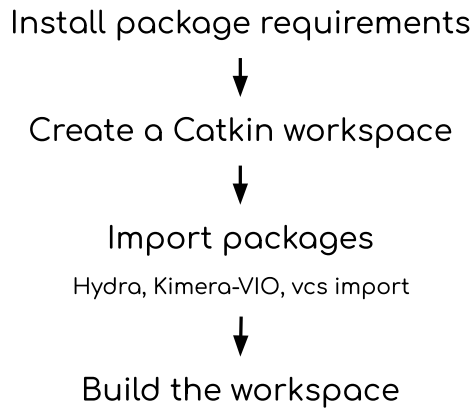 Install package requirements
Create a Catkin workspace
Import packages
Hydra, Kimera-VIO, vcs import
Build the workspace